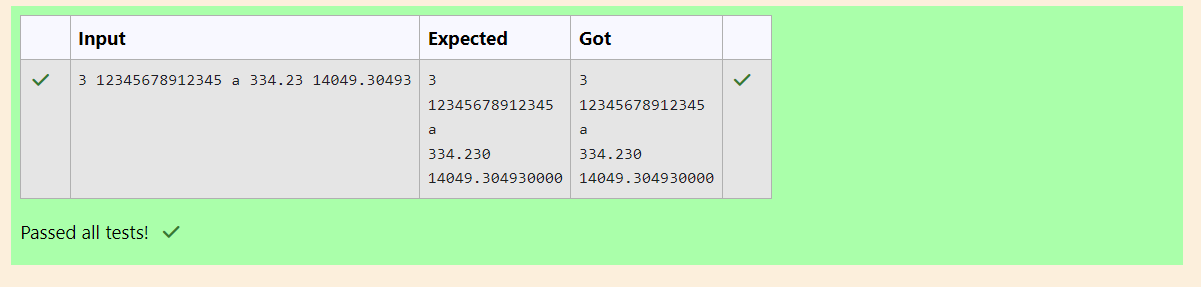 Input Expected Got
3 12345678912345 a 334.23 14049.30493 3 3
12345678912345 12345678912345
a a
334.230 334.230
14049.304930000 14049.304930000
Passed all tests!